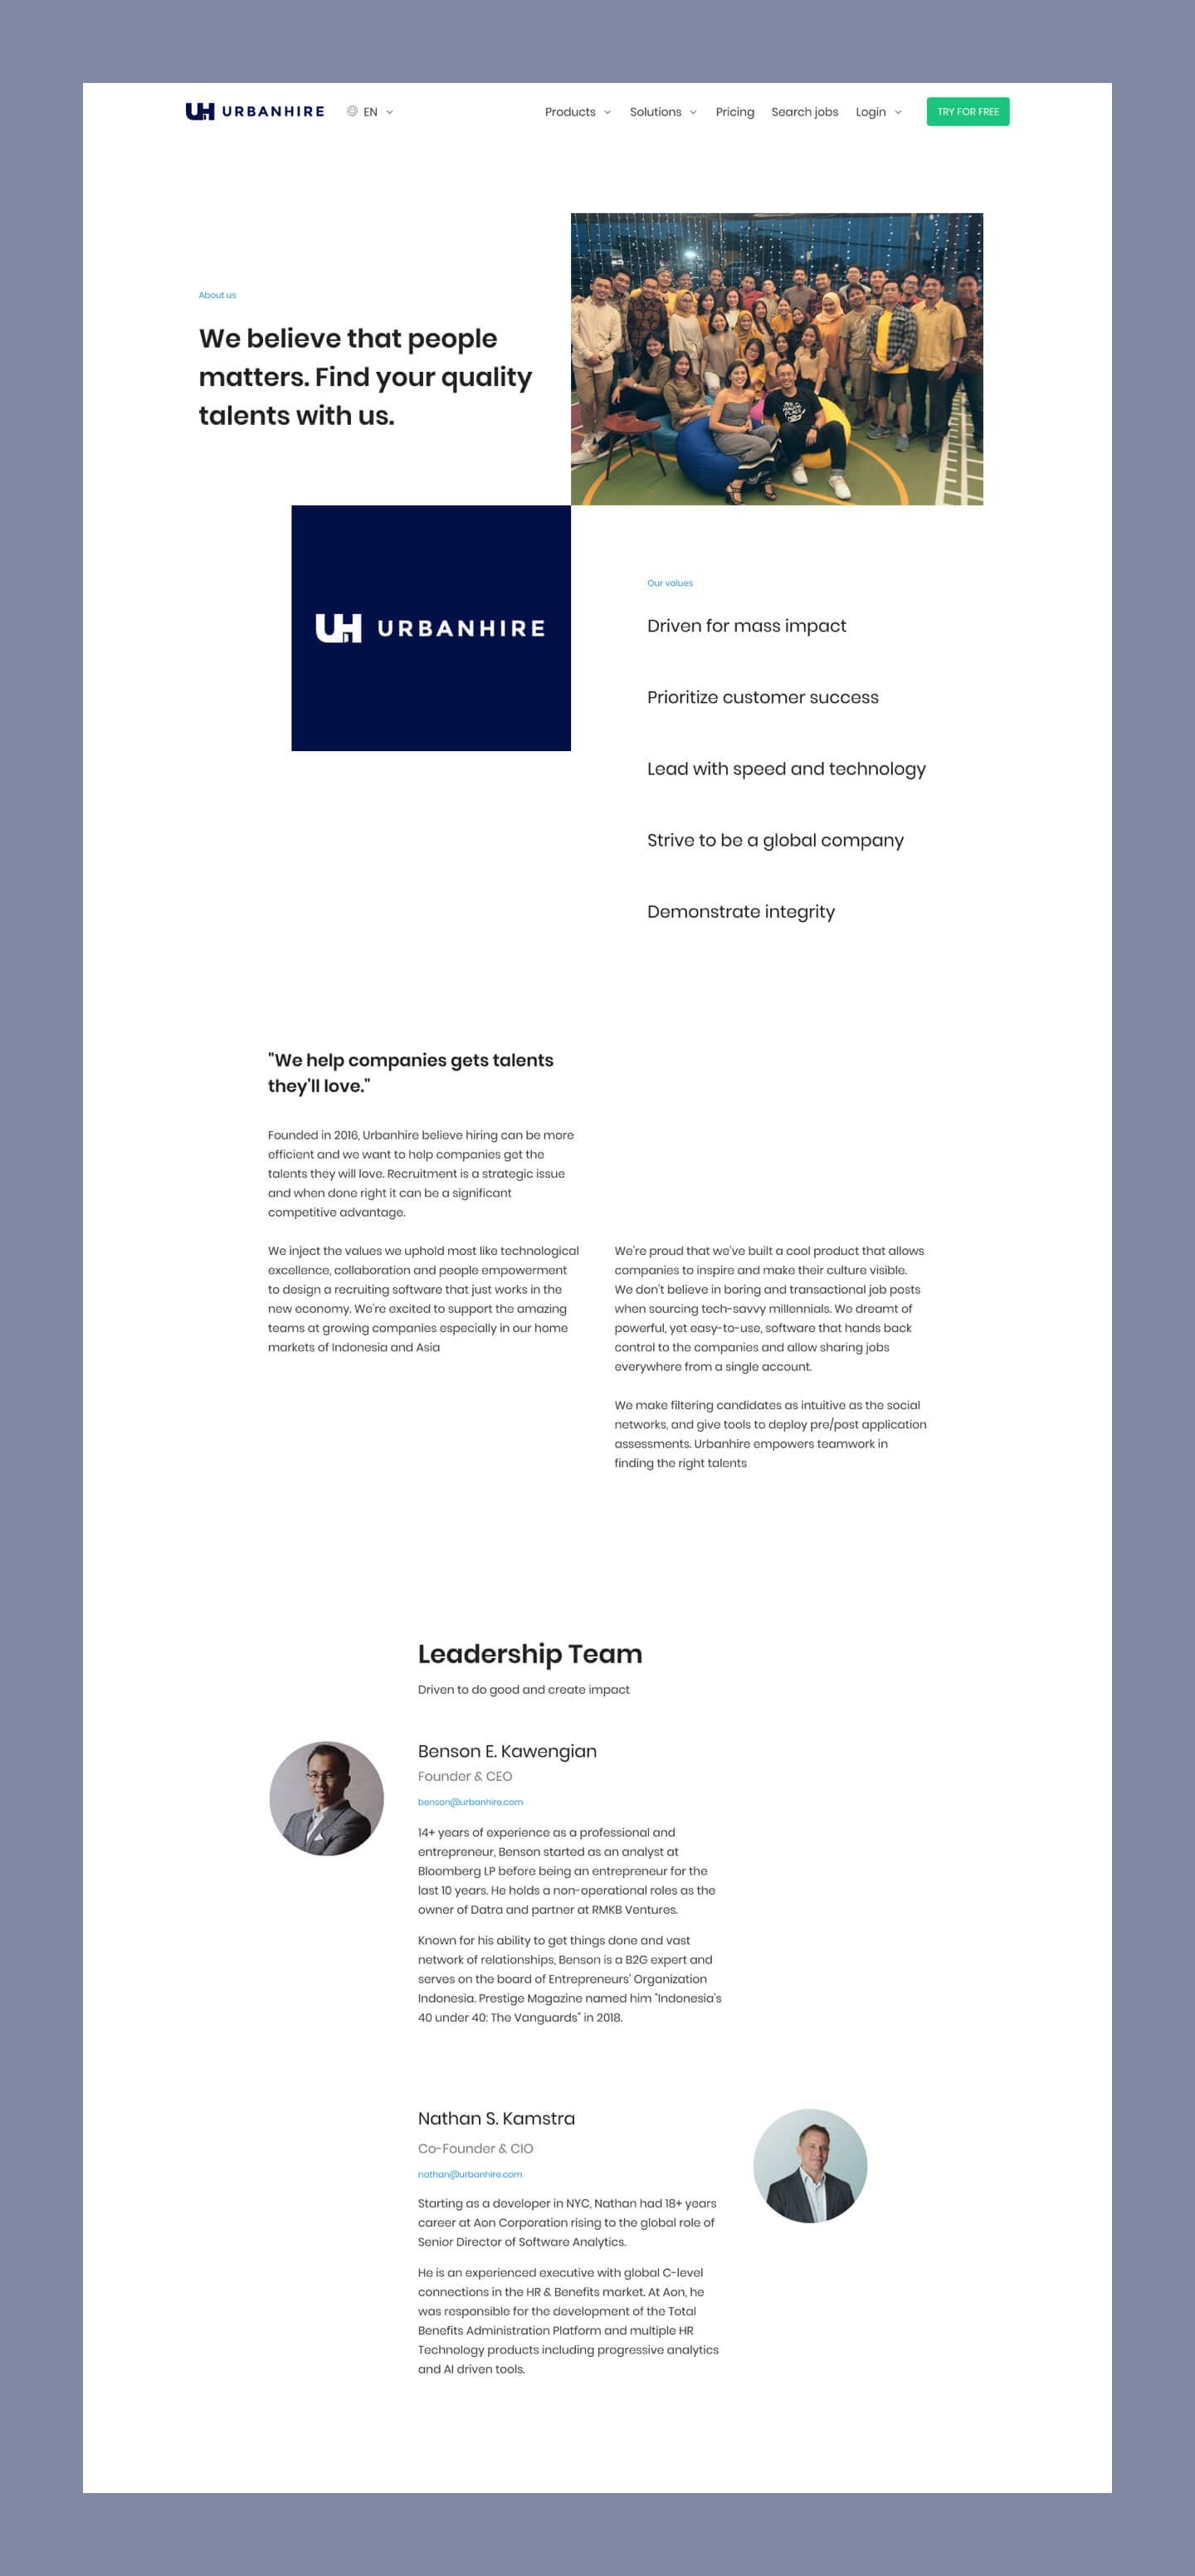 URBANHIRE
EN
Products
Solutions
Pricing
Search jobs
Login
TRY FOR FREE
About us
We believe that people
matters. Find your quality
talents with us.
URBANHIRE
Our values
Driven for mass impact
Prioritize customer success
Lead with speed and technology
Strive to be a global company
Demonstrate integrity
"We help companies gets talents
they'll love."
Founded in 2016, Urbanhire believe hiring can be more
efficient and we want to help companies get the
talents they will love. Recruitment is a strategic issue
and when done right it can be a significant
competitive advantage.
We inject the values we uphold most like technological
excellence, collaboration and people empowerment
to design a recruiting software that just works in the
new economy. We're excited to support the amazing
teams at growing companies especially in our home
markets of Indonesia and Asia
We're proud that we've built a cool product that allows
companies to inspire and make their culture visible.
We don't believe in boring and transactional job posts
when sourcing tech-savvy millennials. We dreamt of
powerful, yet easy-to-use, software that hands back
control to the companies and allow sharing jobs
everywhere from a single account.
We make filtering candidates as intuitive as the social
networks, and give tools to deploy pre/post application
assessments. Urbanhire empowers teamwork in
finding the right talents
Leadership Team
Driven to do good and create impact
Benson E. Kawengian
Founder & CEO
benson@urbanhire.com
14+ years of experience as a professional and
entrepreneur, Benson started as an analyst at
Bloomberg LP before being an entrepreneur for the
last 10 years. He holds a non-operational roles as the
owner of Datra and partner at RMKB Ventures.
Known for his ability to get things done and vast
network of relationships, Benson is a B2G expert and
serves on the board of Entrepreneurs' Organization
Indonesia. Prestige Magazine named him "Indonesia's
40 under 40: The Vanguards" in 2018.
Nathan S. Kamstra
Co-Founder & CIO
nathan@urbanhire.com
Starting as a developer in NYC, Nathan had 18+ years
career at Aon Corporation rising to the global role of
Senior Director of Software Analytics.
He is an experienced executive with global C-level
connections in the HR & Benefits market. At Aon, he
was responsible for the development of the Total
Benefits Administration Platform and multiple HR
Technology products including progressive analytics
and AI driven tools.